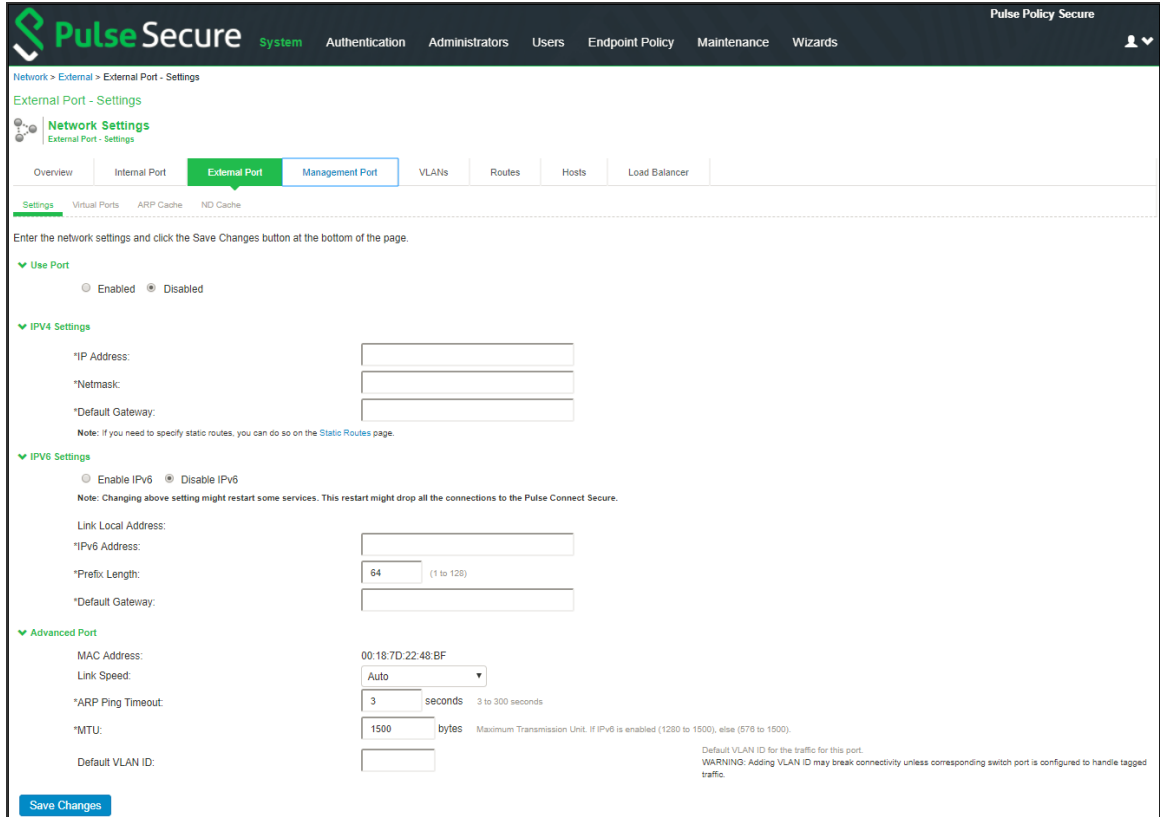 Pulse Policy Secure
Pulse Secure System Authentication Administrators Users Endpoint Policy Maintenance Wizards
Network > External > External Port - Settings
External Port - Settings
Network Settings
External Port - Settings
Overview Internal Port External Port Management Port VLANs Routes Hosts Load Balancer
Settings Virtual Ports ARP Cache ND Cache
Enter the network settings and click the Save Changes button at the bottom of the page.
Use Port
Enabled Disabled
IPV4 Settings
*IP Address:
*Netmask:
*Default Gateway:
Note: If you need to specify static routes, you can do so on the Static Routes page.
IPV6 Settings
Enable IPv6 Disable IPv6
Note: Changing above setting might restart some services. This restart might drop all the connections to the Pulse Connect Secure.
Link Local Address:
*IPv6 Address:
*Prefix Length: 64 (1 to 128)
*Default Gateway:
Advanced Port
MAC Address: 00:18:7D:22:48:BF
Link Speed: Auto
*ARP Ping Timeout: 3 seconds 3 to 300 seconds
*MTU: 1500 bytes Maximum Transmission Unit. If IPv6 is enabled (1280 to 1500), else (576 to 1500).
Default VLAN ID: Default VLAN ID for the traffic for this port.
WARNING: Adding VLAN ID may break connectivity unless corresponding switch port is configured to handle tagged
traffic.
Save Changes